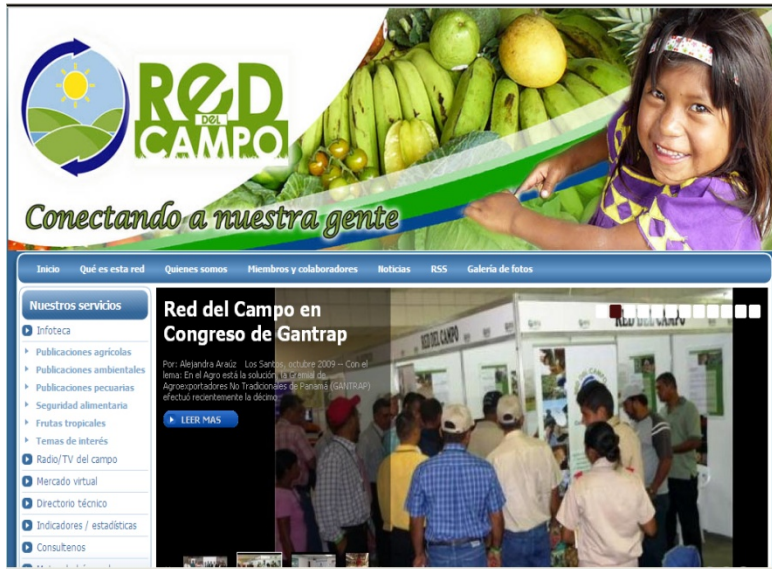 RED
DEL
CAMPO
Conectando a nuestra gente
Inicio Qué es esta red Quienes somos Miembros y colaboradores Noticias RSS Galería de fotos
Nuestros servicios
Infoteca
Publicaciones agrícolas
Publicaciones ambientales
Publicaciones pecuarias
Seguridad alimentaria
Frutas tropicales
Temas de interés
Radio/TV del campo
Mercado virtual
Directorio técnico
Indicadores / estadísticas
Consultenos
Red del Campo en
Congreso de Gantrap
Por: Alejandra Araúz Los Santos, octubre 2009 -- Con el
lema: En el Agro está la solución, la Gremial de
Agroexportadores No Tradicionales de Panamá (GANTRAP)
efectuó recientemente la décimo
LEER MAS
RED DEL CAMPO
RED DEL CAMPO